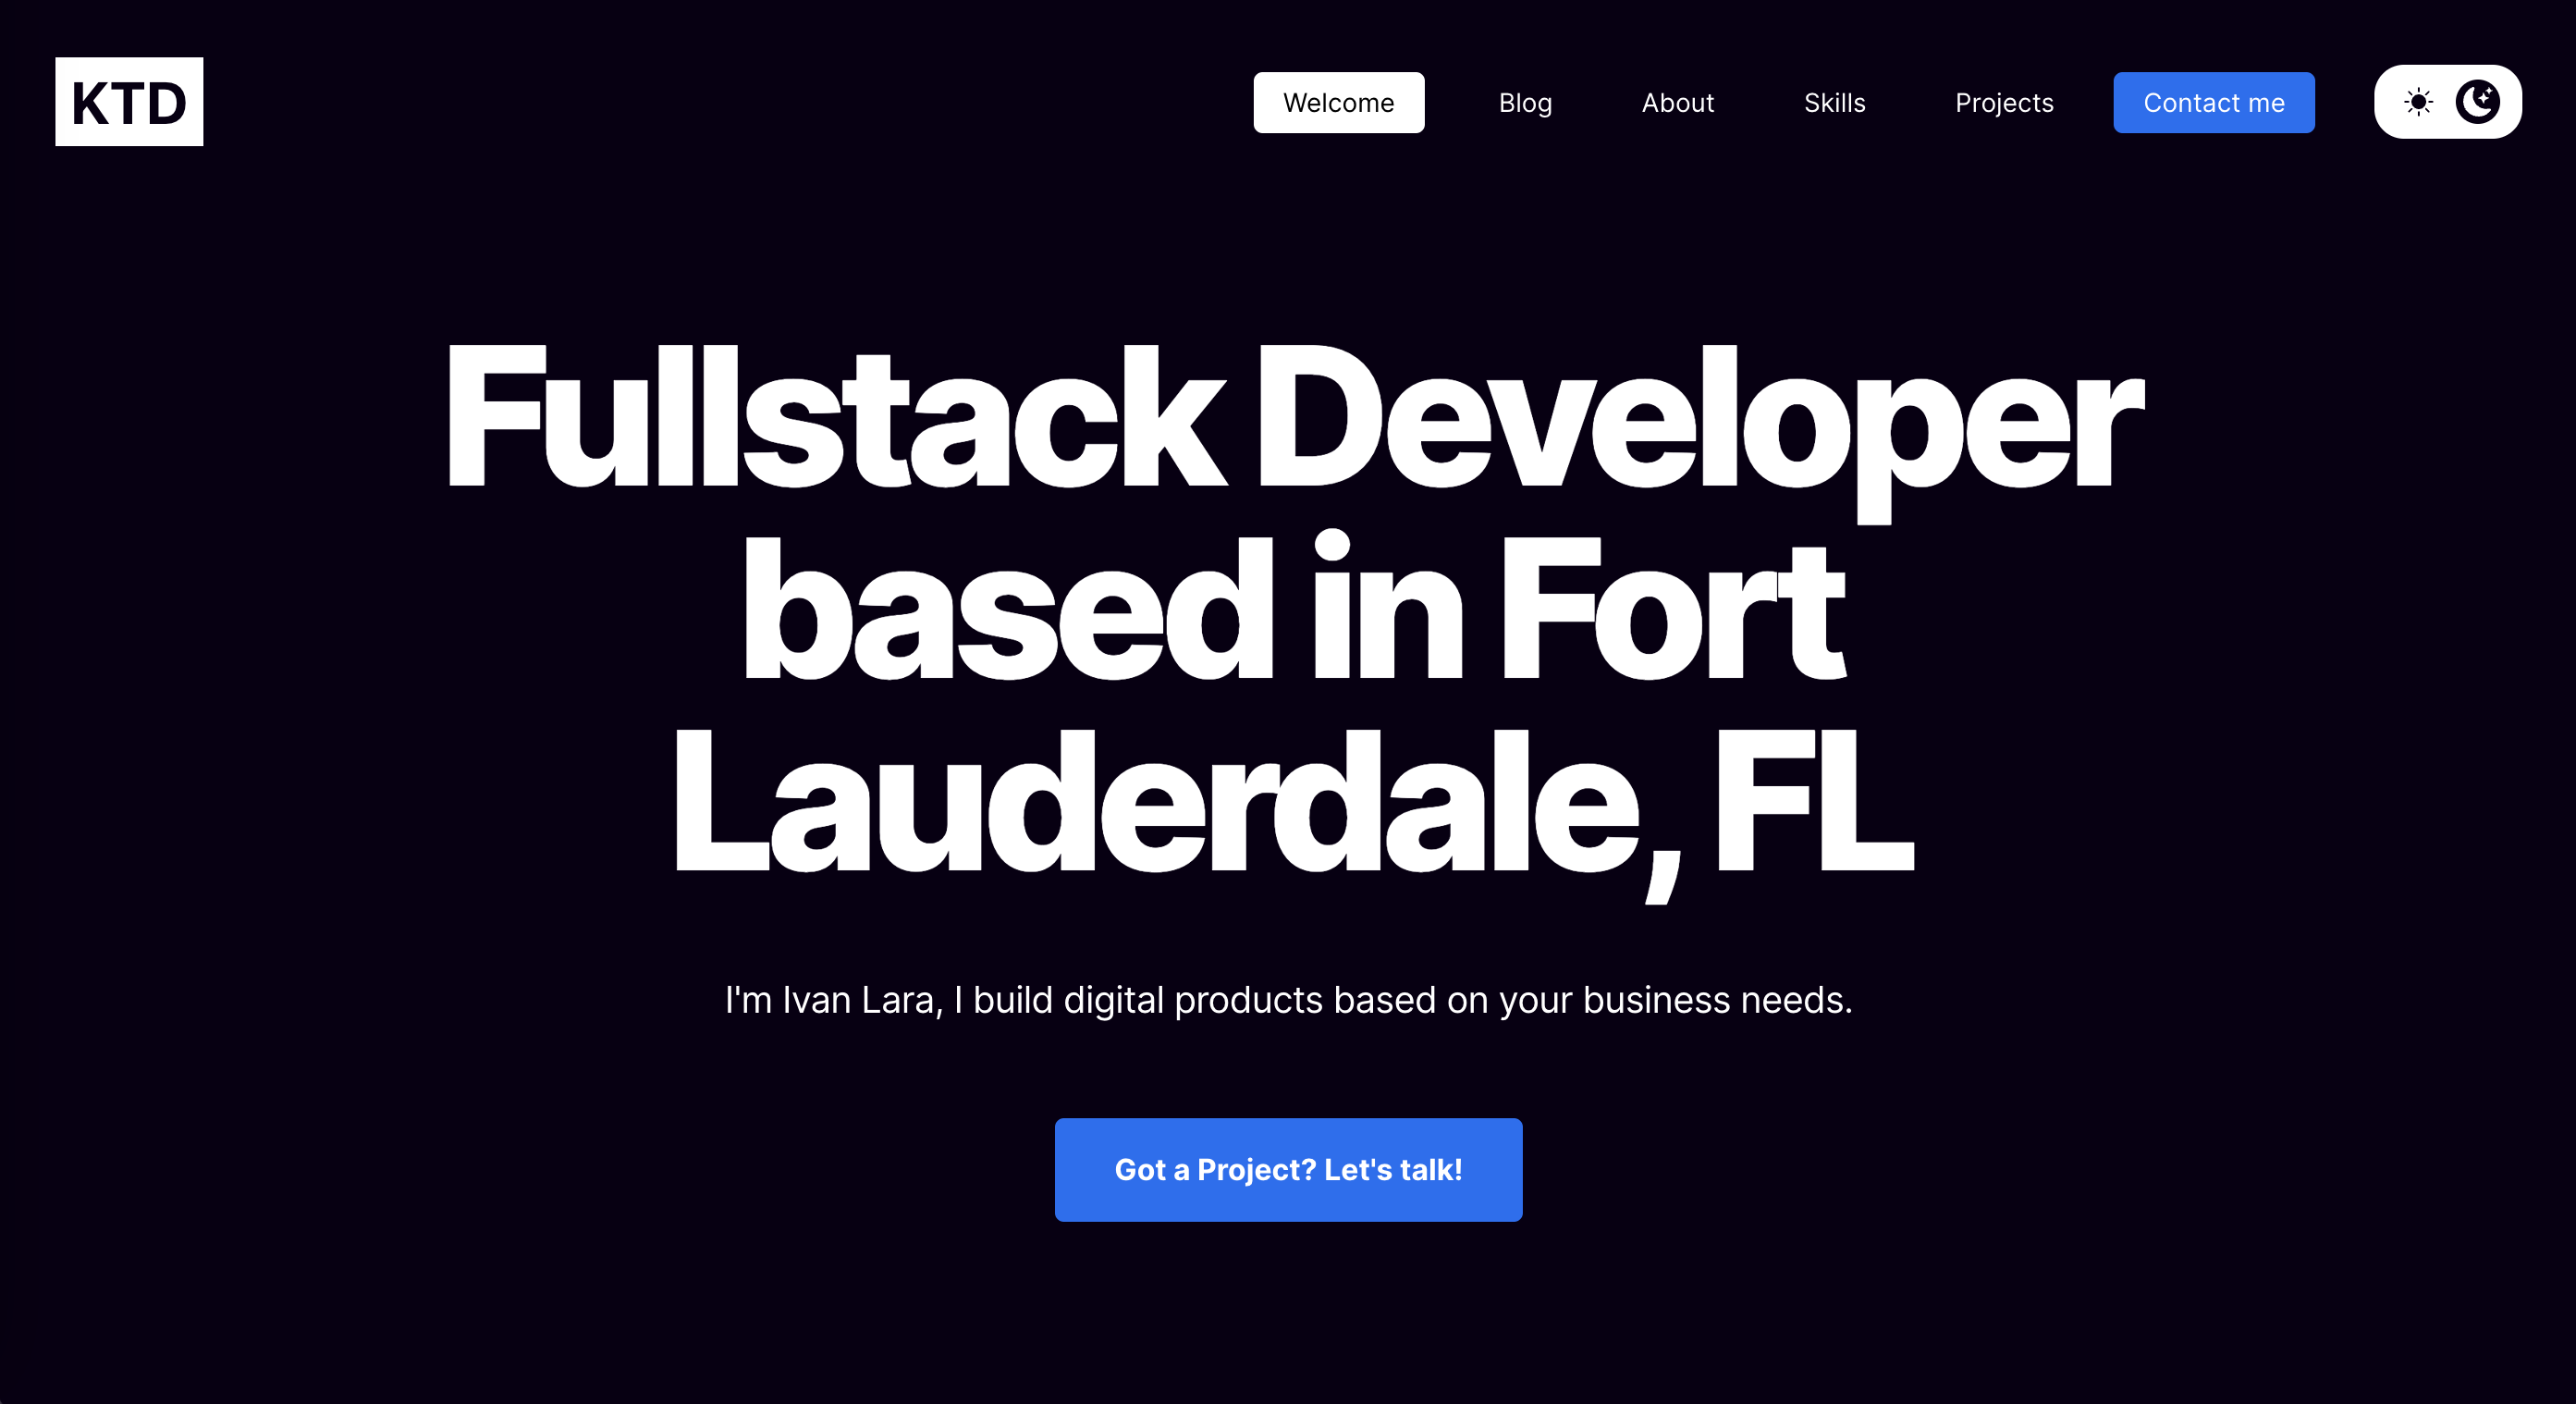 KTD
Welcome
Blog
About
Skills
Projects
Contact me
Fullstack Developer
based in Fort
Lauderdale, FL
I'm Ivan Lara, I build digital products based on your business needs.
Got a Project? Let's talk!